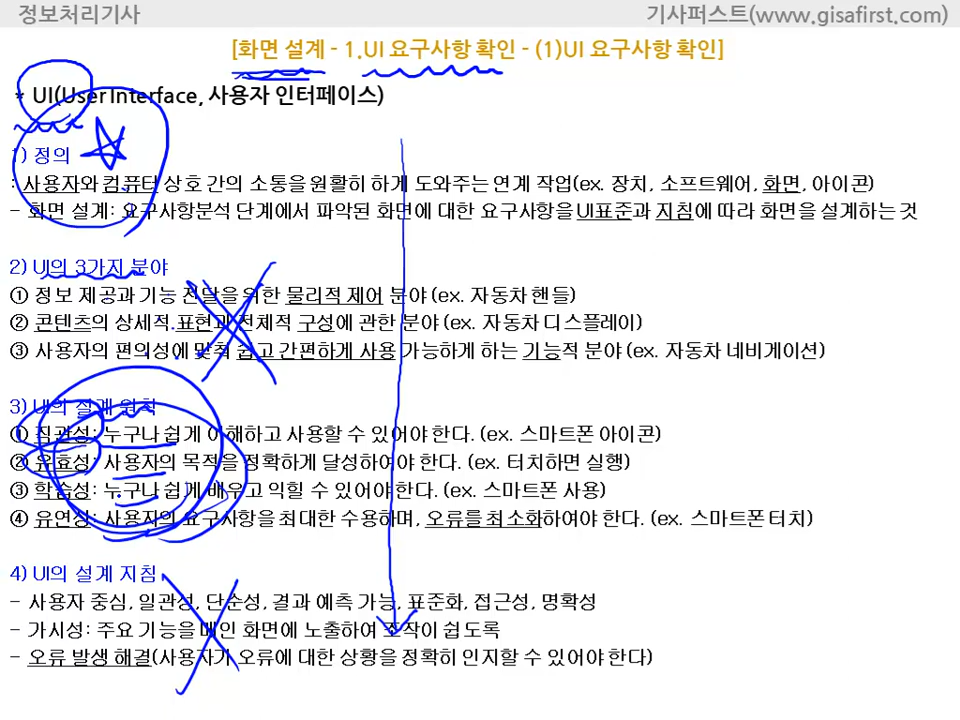 정보처리기사
기사퍼스트(www.gisafirst.com)
[화면 설계 - 1.UI 요구사항 확인 - (1)UI 요구사항 확인]
* UI(User Interface, 사용자 인터페이스)
1) 정의
: 사용자와 컴퓨터 상호 간의 소통을 원활히 하게 도와주는 연계 작업(ex. 장치, 소프트웨어, 화면, 아이콘)
- 화면 설계: 요구사항분석 단계에서 파악된 화면에 대한 요구사항을 UI표준과 지침에 따라 화면을 설계하는 것
2) UI의 3가지 분야
① 정보 제공과 기능 전달을 위한 물리적 제어 분야 (ex. 자동차 핸들)
② 콘텐츠의 상세적 표현과 전체적 구성에 관한 분야 (ex. 자동차 디스플레이)
③ 사용자의 편의성에 맞춰 쉽고 간편하게 사용 가능하게 하는 기능적 분야 (ex. 자동차 네비게이션)
3) UI의 설계 원칙
① 직관성: 누구나 쉽게 이해하고 사용할 수 있어야 한다. (ex. 스마트폰 아이콘)
② 유효성: 사용자의 목적을 정확하게 달성하여야 한다. (ex. 터치하면 실행)
③ 학습성: 누구나 쉽게 배우고 익힐 수 있어야 한다. (ex. 스마트폰 사용)
④ 유연성: 사용자의 요구사항을 최대한 수용하며, 오류를 최소화하여야 한다. (ex. 스마트폰 터치)
4) UI의 설계 지침
- 사용자 중심, 일관성, 단순성, 결과 예측 가능, 표준화, 접근성, 명확성
- 가시성: 주요 기능을 메인 화면에 노출하여 조작이 쉽도록
- 오류 발생 해결(사용자가 오류에 대한 상황을 정확히 인지할 수 있어야 한다)